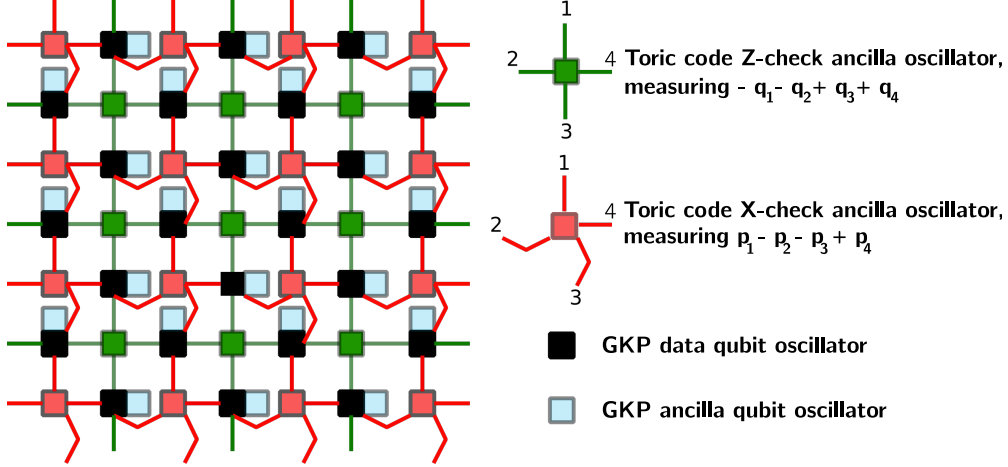 1
2
4
3
Toric code Z-check ancilla oscillator,
measuring - q₁- q₂+ q₃+ q₄
1
2
4
3
Toric code X-check ancilla oscillator,
measuring p₁ - p₂ - p₃ + p₄
GKP data qubit oscillator
GKP ancilla qubit oscillator